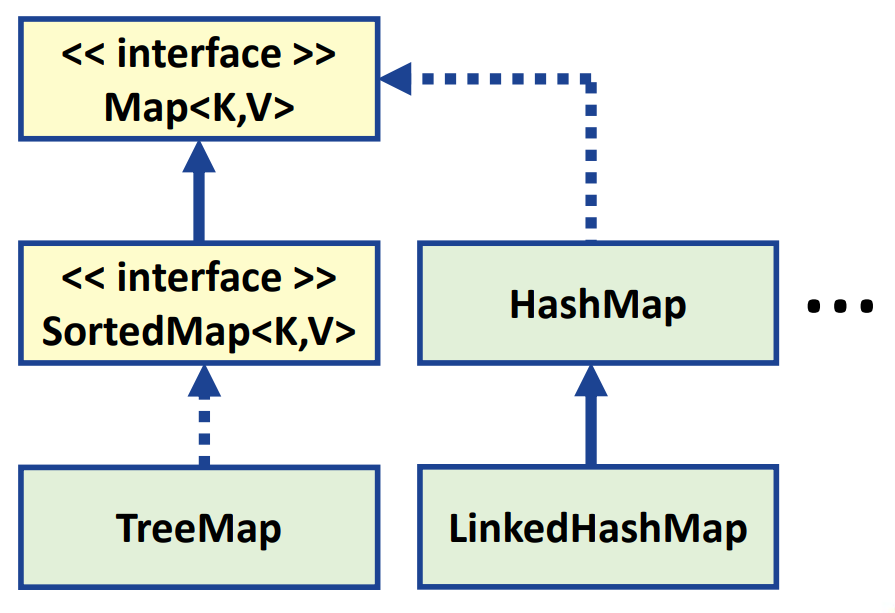 << interface >>
Map<K,V>
<< interface >>
SortedMap<K,V>
HashMap
...
TreeMap
LinkedHashMap